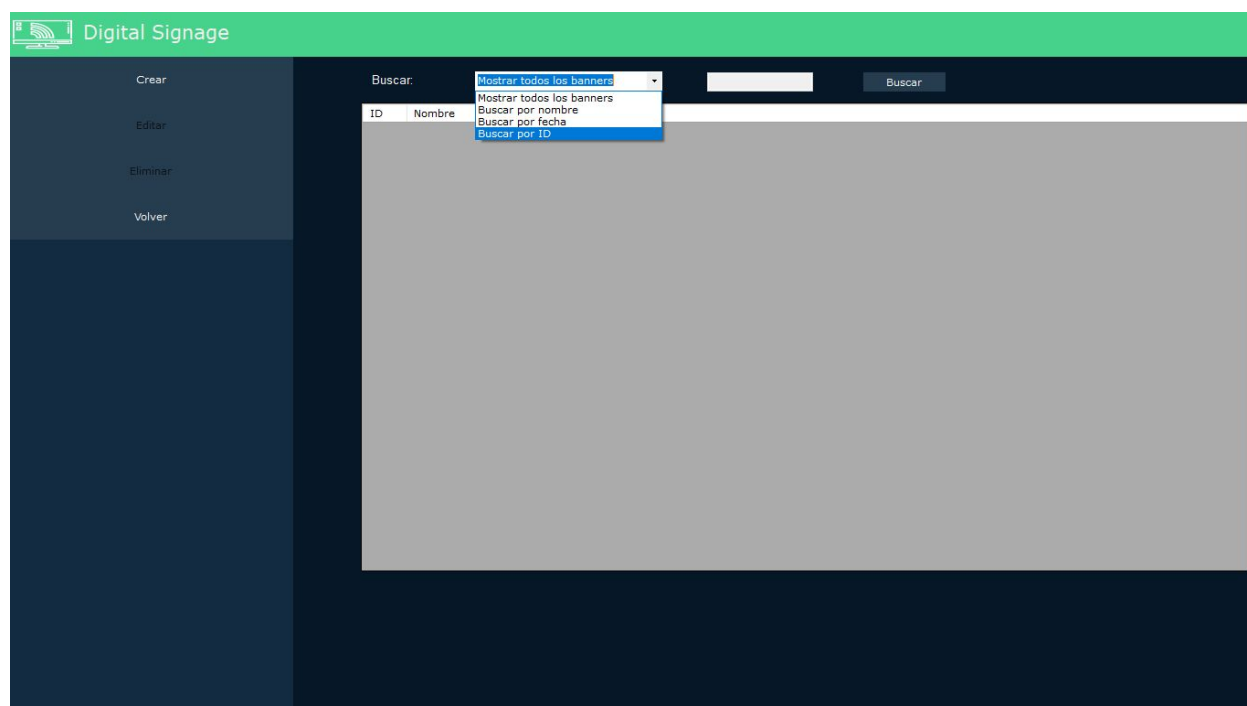 Digital Signage
Crear
Editar
Eliminar
Volver
Buscar:
Mostrar todos los banners
Buscar
Mostrar todos los banners
Buscar por nombre
Buscar por fecha
Buscar por ID
ID
Nombre